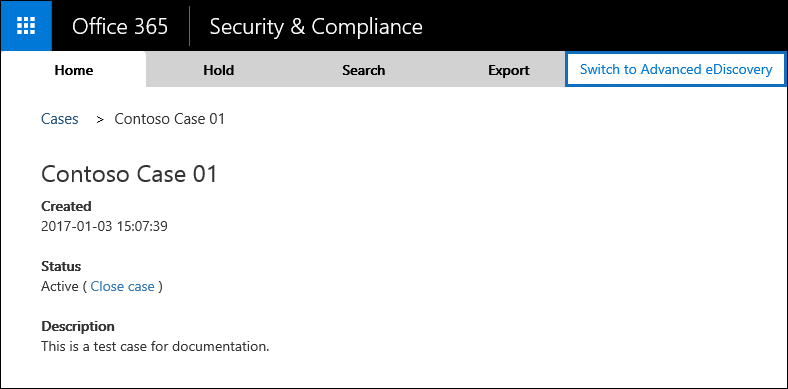 Office 365 Security & Compliance
Home Hold Search Export Switch to Advanced eDiscovery
Cases > Contoso Case 01
Contoso Case 01
Created
2017-01-03 15:07:39
Status
Active ( Close case )
Description
This is a test case for documentation.